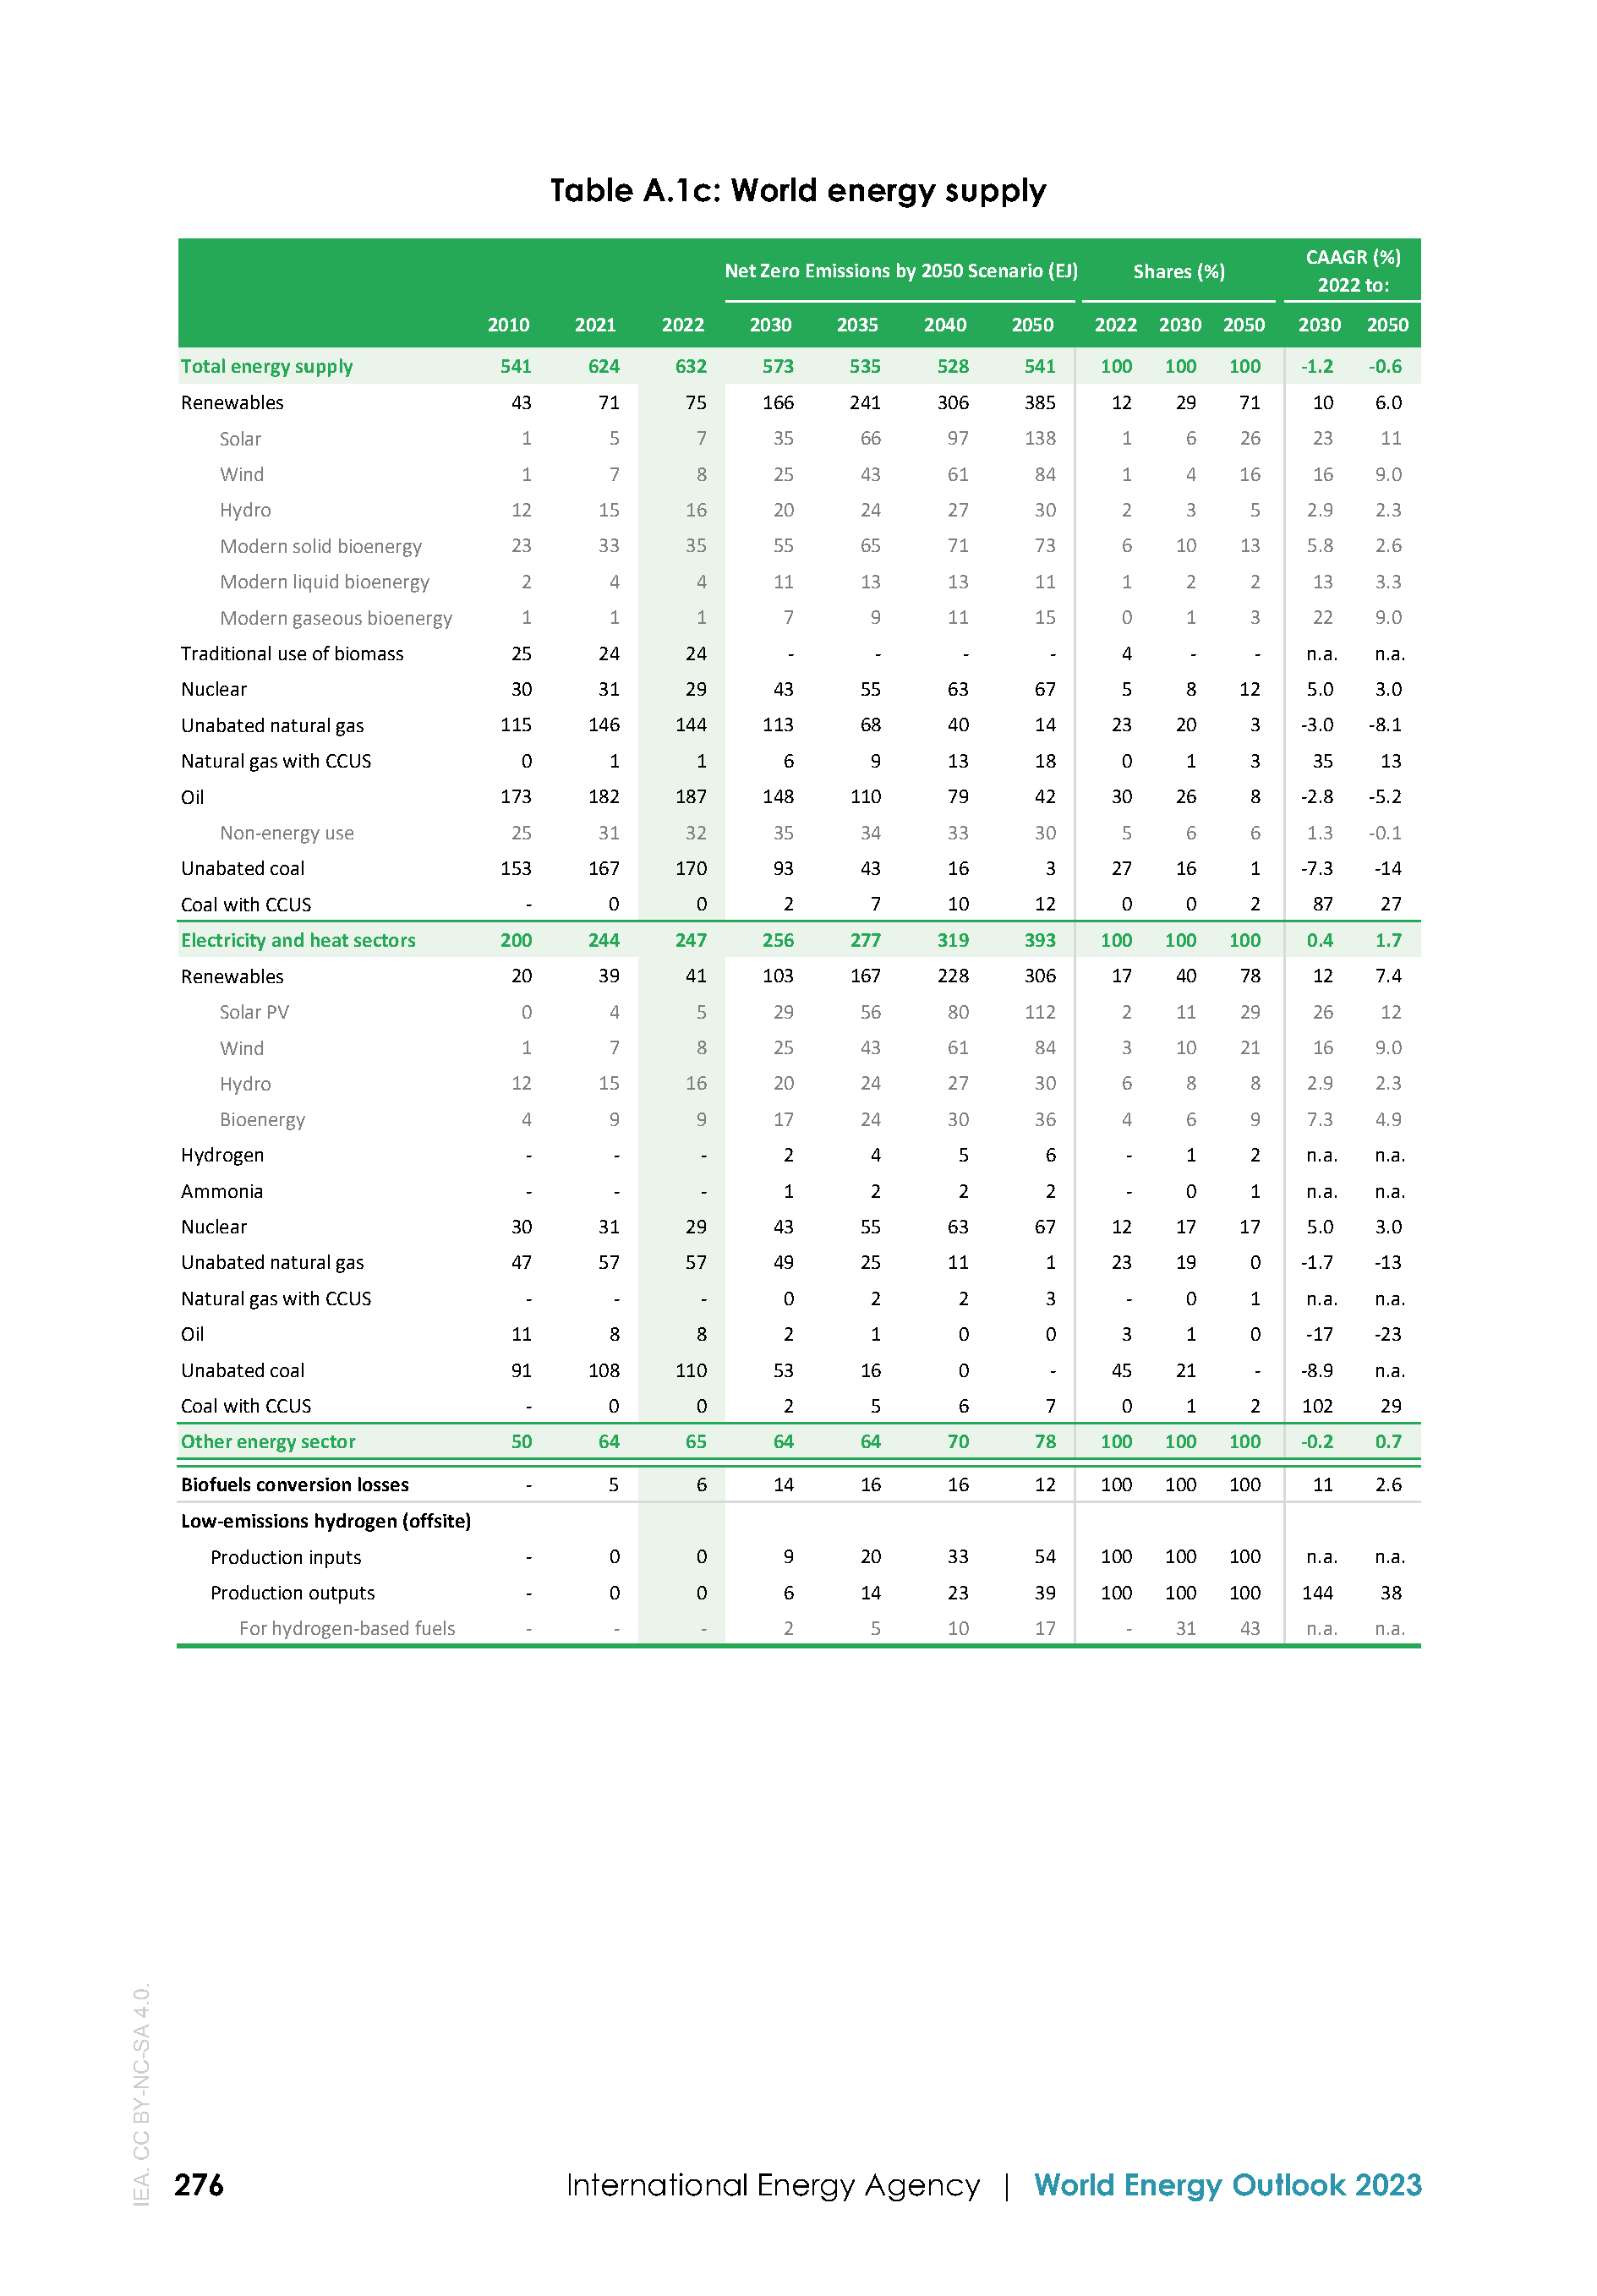 Table A.1c: World energy supply
Net Zero Emissions by 2050 Scenario (EJ) Shares (%) CAAGR (%) 2022 to:
2010 2021 2022 2030 2035 2040 2050 2022 2030 2050 2030 2050
Total energy supply 541 624 632 573 535 528 541 100 100 100 -1.2 -0.6
Renewables 43 71 75 166 241 306 385 12 29 71 10 6.0
Solar 1 5 7 35 66 97 138 1 6 26 23 11
Wind 1 7 8 25 43 61 84 1 4 16 16 9.0
Hydro 12 15 16 20 24 27 30 2 3 5 2.9 2.3
Modern solid bioenergy 23 33 35 55 65 71 73 6 10 13 5.8 2.6
Modern liquid bioenergy 2 4 4 11 13 13 11 1 2 2 13 3.3
Modern gaseous bioenergy 1 1 1 7 9 11 15 0 1 3 22 9.0
Traditional use of biomass 25 24 24 - - - - 4 - - n.a. n.a.
Nuclear 30 31 29 43 55 63 67 5 8 12 5.0 3.0
Unabated natural gas 115 146 144 113 68 40 14 23 20 3 -3.0 -8.1
Natural gas with CCUS 0 1 1 6 9 13 18 0 1 3 35 13
Oil 173 182 187 148 110 79 42 30 26 8 -2.8 -5.2
Non-energy use 25 31 32 35 34 33 30 5 6 6 1.3 -0.1
Unabated coal 153 167 170 93 43 16 3 27 16 1 -7.3 -14
Coal with CCUS - 0 0 2 7 10 12 0 0 2 87 27
Electricity and heat sectors 200 244 247 256 277 319 393 100 100 100 0.4 1.7
Renewables 20 39 41 103 167 228 306 17 40 78 12 7.4
Solar PV 0 4 5 29 56 80 112 2 11 29 26 12
Wind 1 7 8 25 43 61 84 3 10 21 16 9.0
Hydro 12 15 16 20 24 27 30 6 8 8 2.9 2.3
Bioenergy 4 9 9 17 24 30 36 4 6 9 7.3 4.9
Hydrogen - - - 2 4 5 6 - 1 2 n.a. n.a.
Ammonia - - - 1 2 2 2 - 0 1 n.a. n.a.
Nuclear 30 31 29 43 55 63 67 12 17 17 5.0 3.0
Unabated natural gas 47 57 57 49 25 11 1 23 19 0 -1.7 -13
Natural gas with CCUS - - - 0 2 2 3 - 0 1 n.a. n.a.
Oil 11 8 8 2 1 0 0 3 1 0 -17 -23
Unabated coal 91 108 110 53 16 0 - 45 21 - -8.9 n.a.
Coal with CCUS - 0 0 2 5 6 7 0 1 2 102 29
Other energy sector 50 64 65 64 64 70 78 100 100 100 -0.2 0.7
Biofuels conversion losses - 5 6 14 16 16 12 100 100 100 11 2.6
Low-emissions hydrogen (offsite)
Production inputs - 0 0 9 20 33 54 100 100 100 n.a. n.a.
Production outputs - 0 0 6 14 23 39 100 100 100 144 38
For hydrogen-based fuels - - - 2 5 10 17 - 31 43 n.a. n.a.
IEA. CC BY-NC-SA 4.0.
276 International Energy Agency | World Energy Outlook 2023